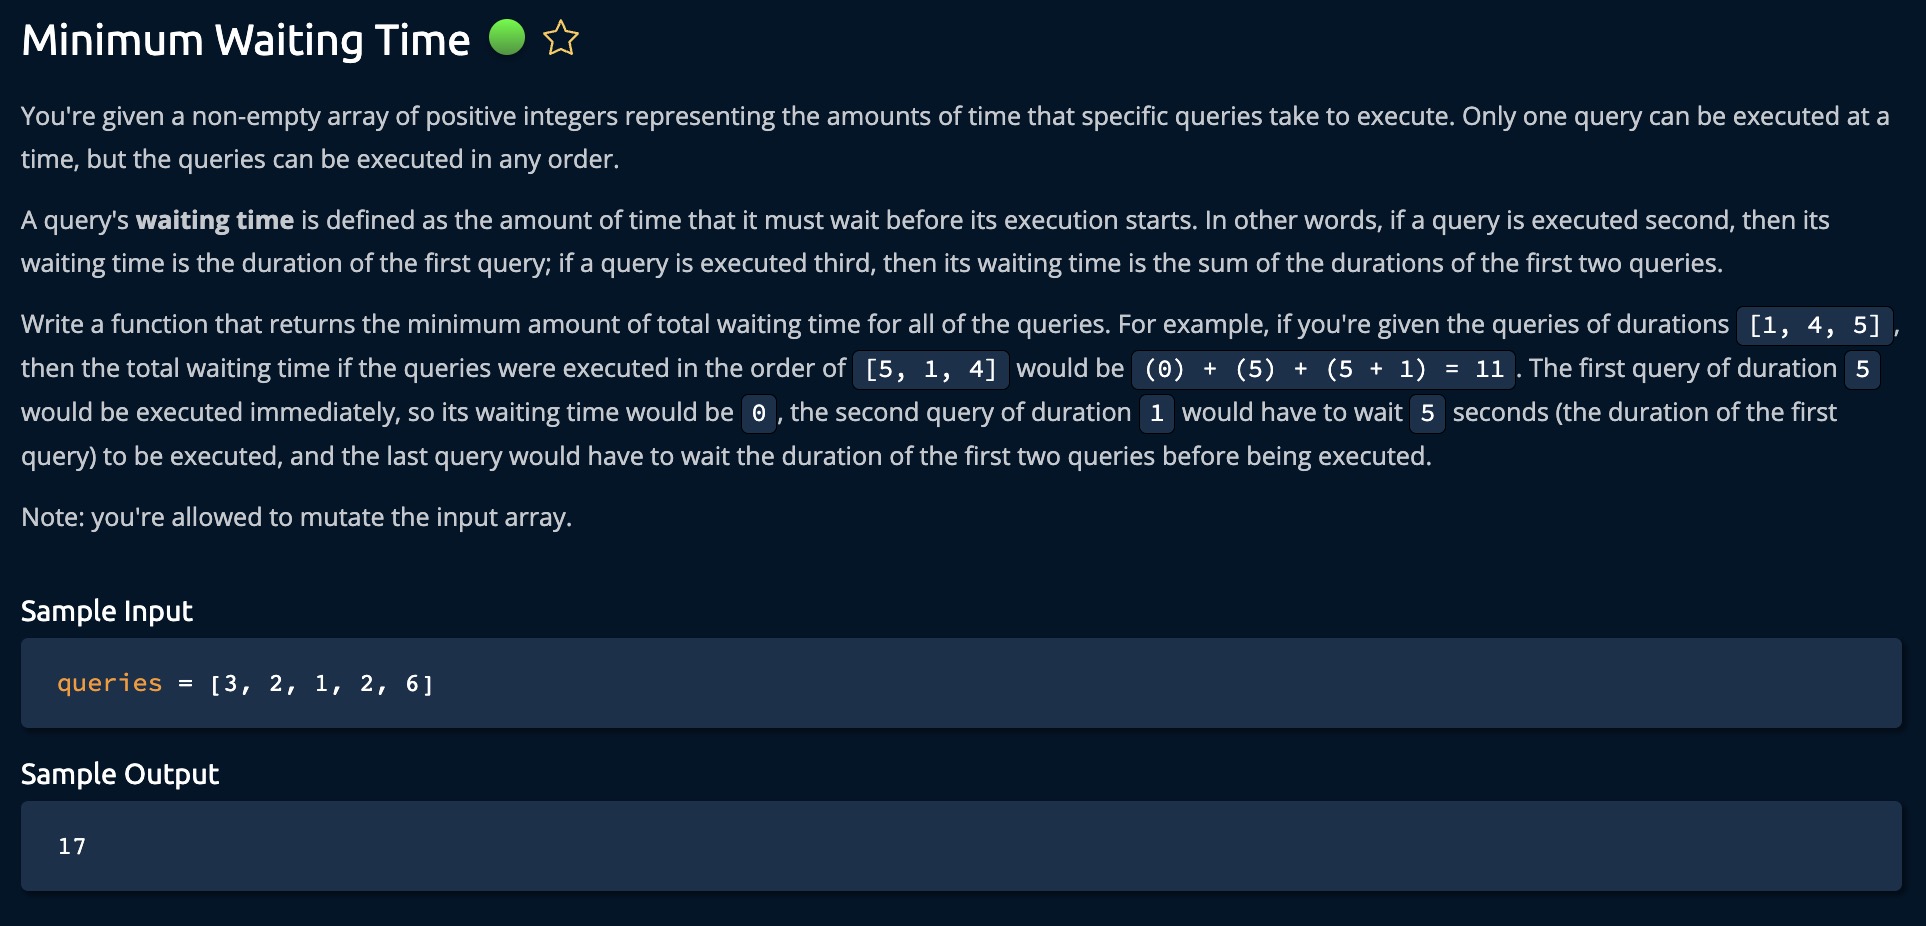 Minimum Waiting Time
You're given a non-empty array of positive integers representing the amounts of time that specific queries take to execute. Only one query can be executed at a
time, but the queries can be executed in any order.
A query's waiting time is defined as the amount of time that it must wait before its execution starts. In other words, if a query is executed second, then its
waiting time is the duration of the first query; if a query is executed third, then its waiting time is the sum of the durations of the first two queries.
Write a function that returns the minimum amount of total waiting time for all of the queries. For example, if you're given the queries of durations [1, 4, 5],
then the total waiting time if the queries were executed in the order of [5, 1, 4] would be (0) + (5) + (5 + 1) = 11. The first query of duration 5
would be executed immediately, so its waiting time would be 0, the second query of duration 1 would have to wait 5 seconds (the duration of the first
query) to be executed, and the last query would have to wait the duration of the first two queries before being executed.
Note: you're allowed to mutate the input array.
Sample Input
queries = [3, 2, 1, 2, 6]
Sample Output
17